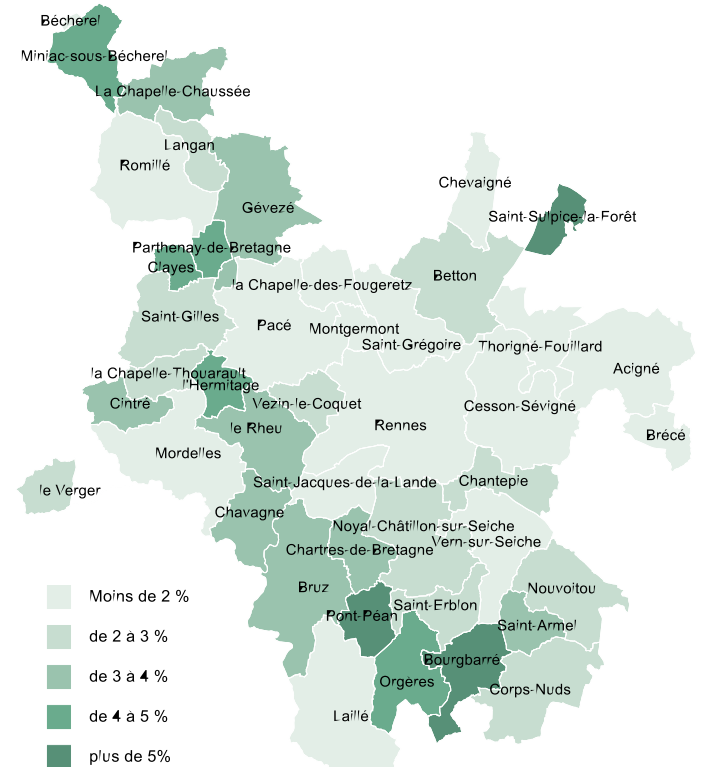 Bécherel
Miniac-sous-Bécherel
La Chapelle-Chaussée
Langan
Romillé
Chevaigné
Gévezé
Saint-Sulpice-la-Forêt
Parthenay-de-Bretagne
Clayes
Betton
la Chapelle-des-Fougeretz
Saint-Gilles
Pacé
Montgermont
Saint-Grégoire
Thorigné-Fouillard
Acigné
la Chapelle-Thouarault
l'Hermitage
Cintré
Vezin-le-Coquet
Cesson-Sévigné
le Rheu
Rennes
Brécé
Mordelles
Saint-Jacques-de-la-Lande
Chantepie
le Verger
Chavagne
Noyal-Châtillon-sur-Seiche
Vern-sur-Seiche
Chartres-de-Bretagne
Bruz
Nouvoitou
Moins de 2 %
Pont-Péan
Saint-Erblon
Saint-Armel
de 2 à 3 %
Bourgbarré
de 3 à 4 %
Orgères
Corps-Nuds
de 4 à 5 %
Laillé
plus de 5%